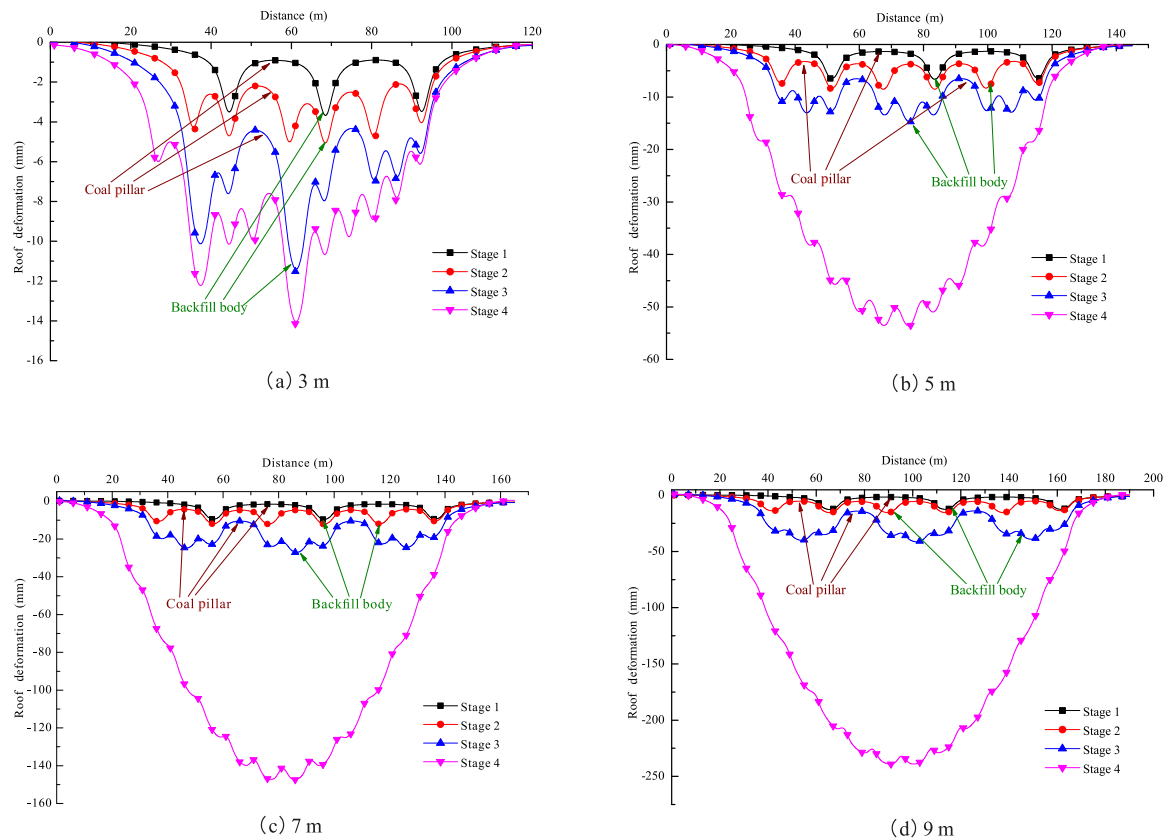 Distance (m)
0 20 40 60 80 100 120
0
-2
-4
-6
-8
-10
-12
-14
-16
Roof deformation (mm)
Coal pillar
Backfill body
Stage 1
Stage 2
Stage 3
Stage 4
(a) 3 m
Distance (m)
0 20 40 60 80 100 120 140
0
-10
-20
-30
-40
-50
-60
Roof deformation (mm)
Coal pillar
Backfill body
Stage 1
Stage 2
Stage 3
Stage 4
(b) 5 m
Distance (m)
0 20 40 60 80 100 120 140 160
0
-20
-40
-60
-80
-100
-120
-140
-160
Roof deformation (mm)
Coal pillar
Backfill body
Stage 1
Stage 2
Stage 3
Stage 4
(c) 7 m
Distance (m)
0 20 40 60 80 100 120 140 160 180 200
0
-50
-100
-150
-200
-250
Roof deformation (mm)
Coal pillar
Backfill body
Stage 1
Stage 2
Stage 3
Stage 4
(d) 9 m